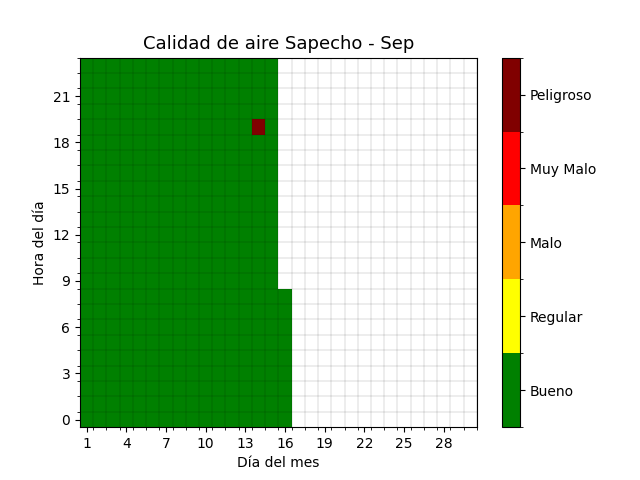 Calidad de aire Sapecho - Sep
21
18
15
12
9
6
3
0
Hora del día
1 4 7 10 13 16 19 22 25 28
Día del mes
Peligroso
Muy Malo
Malo
Regular
Bueno